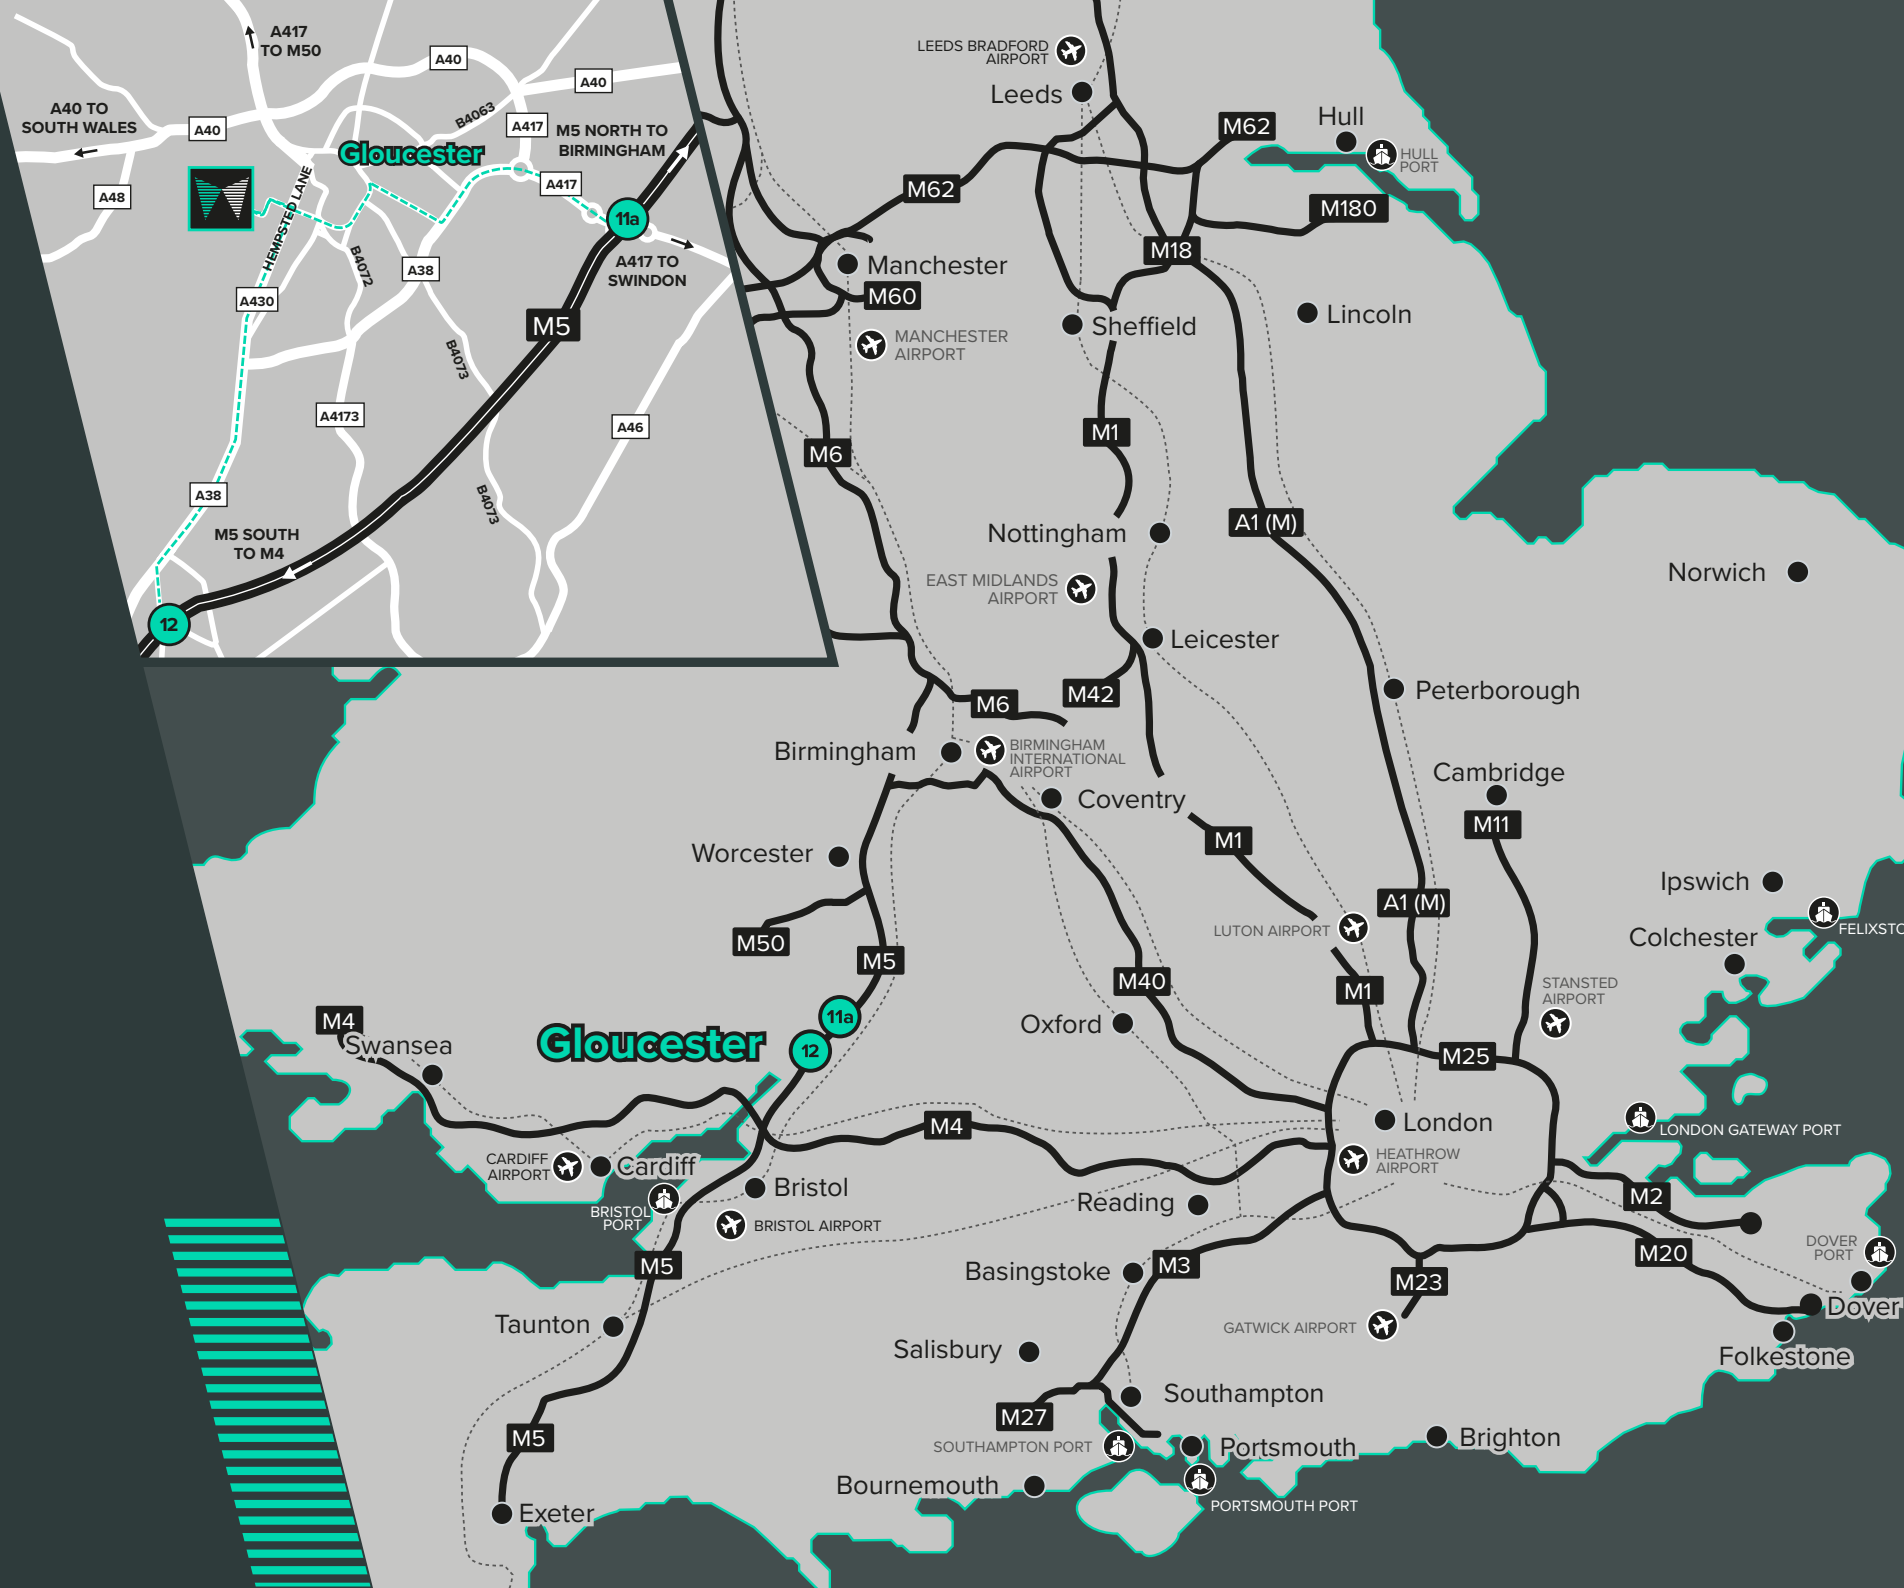 A417
TO M50
A40
A40
A40 TO
SOUTH WALES
A40
B4063
A417
M5 NORTH TO
BIRMINGHAM
Gloucester
A48
A417
HEMPSTED LANE
11a
B4072
A38
A417 TO
SWINDON
A430
M5
B4073
A4173
A46
A38
B4073
M5 SOUTH
TO M4
12
LEEDS BRADFORD
AIRPORT
Leeds
M62
Hull
HULL
PORT
M62
M180
M18
Manchester
M60
MANCHESTER
AIRPORT
Sheffield
Lincoln
M1
M6
A1 (M)
Nottingham
Norwich
EAST MIDLANDS
AIRPORT
Leicester
M42
M6
Peterborough
Birmingham
BIRMINGHAM
INTERNATIONAL
AIRPORT
Cambridge
Coventry
M11
M1
Worcester
Ipswich
A1 (M)
FELIXSTO
LUTON AIRPORT
M50
Colchester
M5
M40
M1
STANSTED
AIRPORT
M4
11a
Swansea
Gloucester
12
Oxford
M25
M4
London
LONDON GATEWAY PORT
CARDIFF
AIRPORT
Cardiff
HEATHROW
AIRPORT
Bristol
M2
Reading
BRISTOL
PORT
BRISTOL AIRPORT
DOVER
PORT
M5
M3
M20
Basingstoke
M23
Dover
Taunton
GATWICK AIRPORT
Salisbury
Folkestone
Southampton
M27
M5
SOUTHAMPTON PORT
Portsmouth
Brighton
Bournemouth
PORTSMOUTH PORT
Exeter